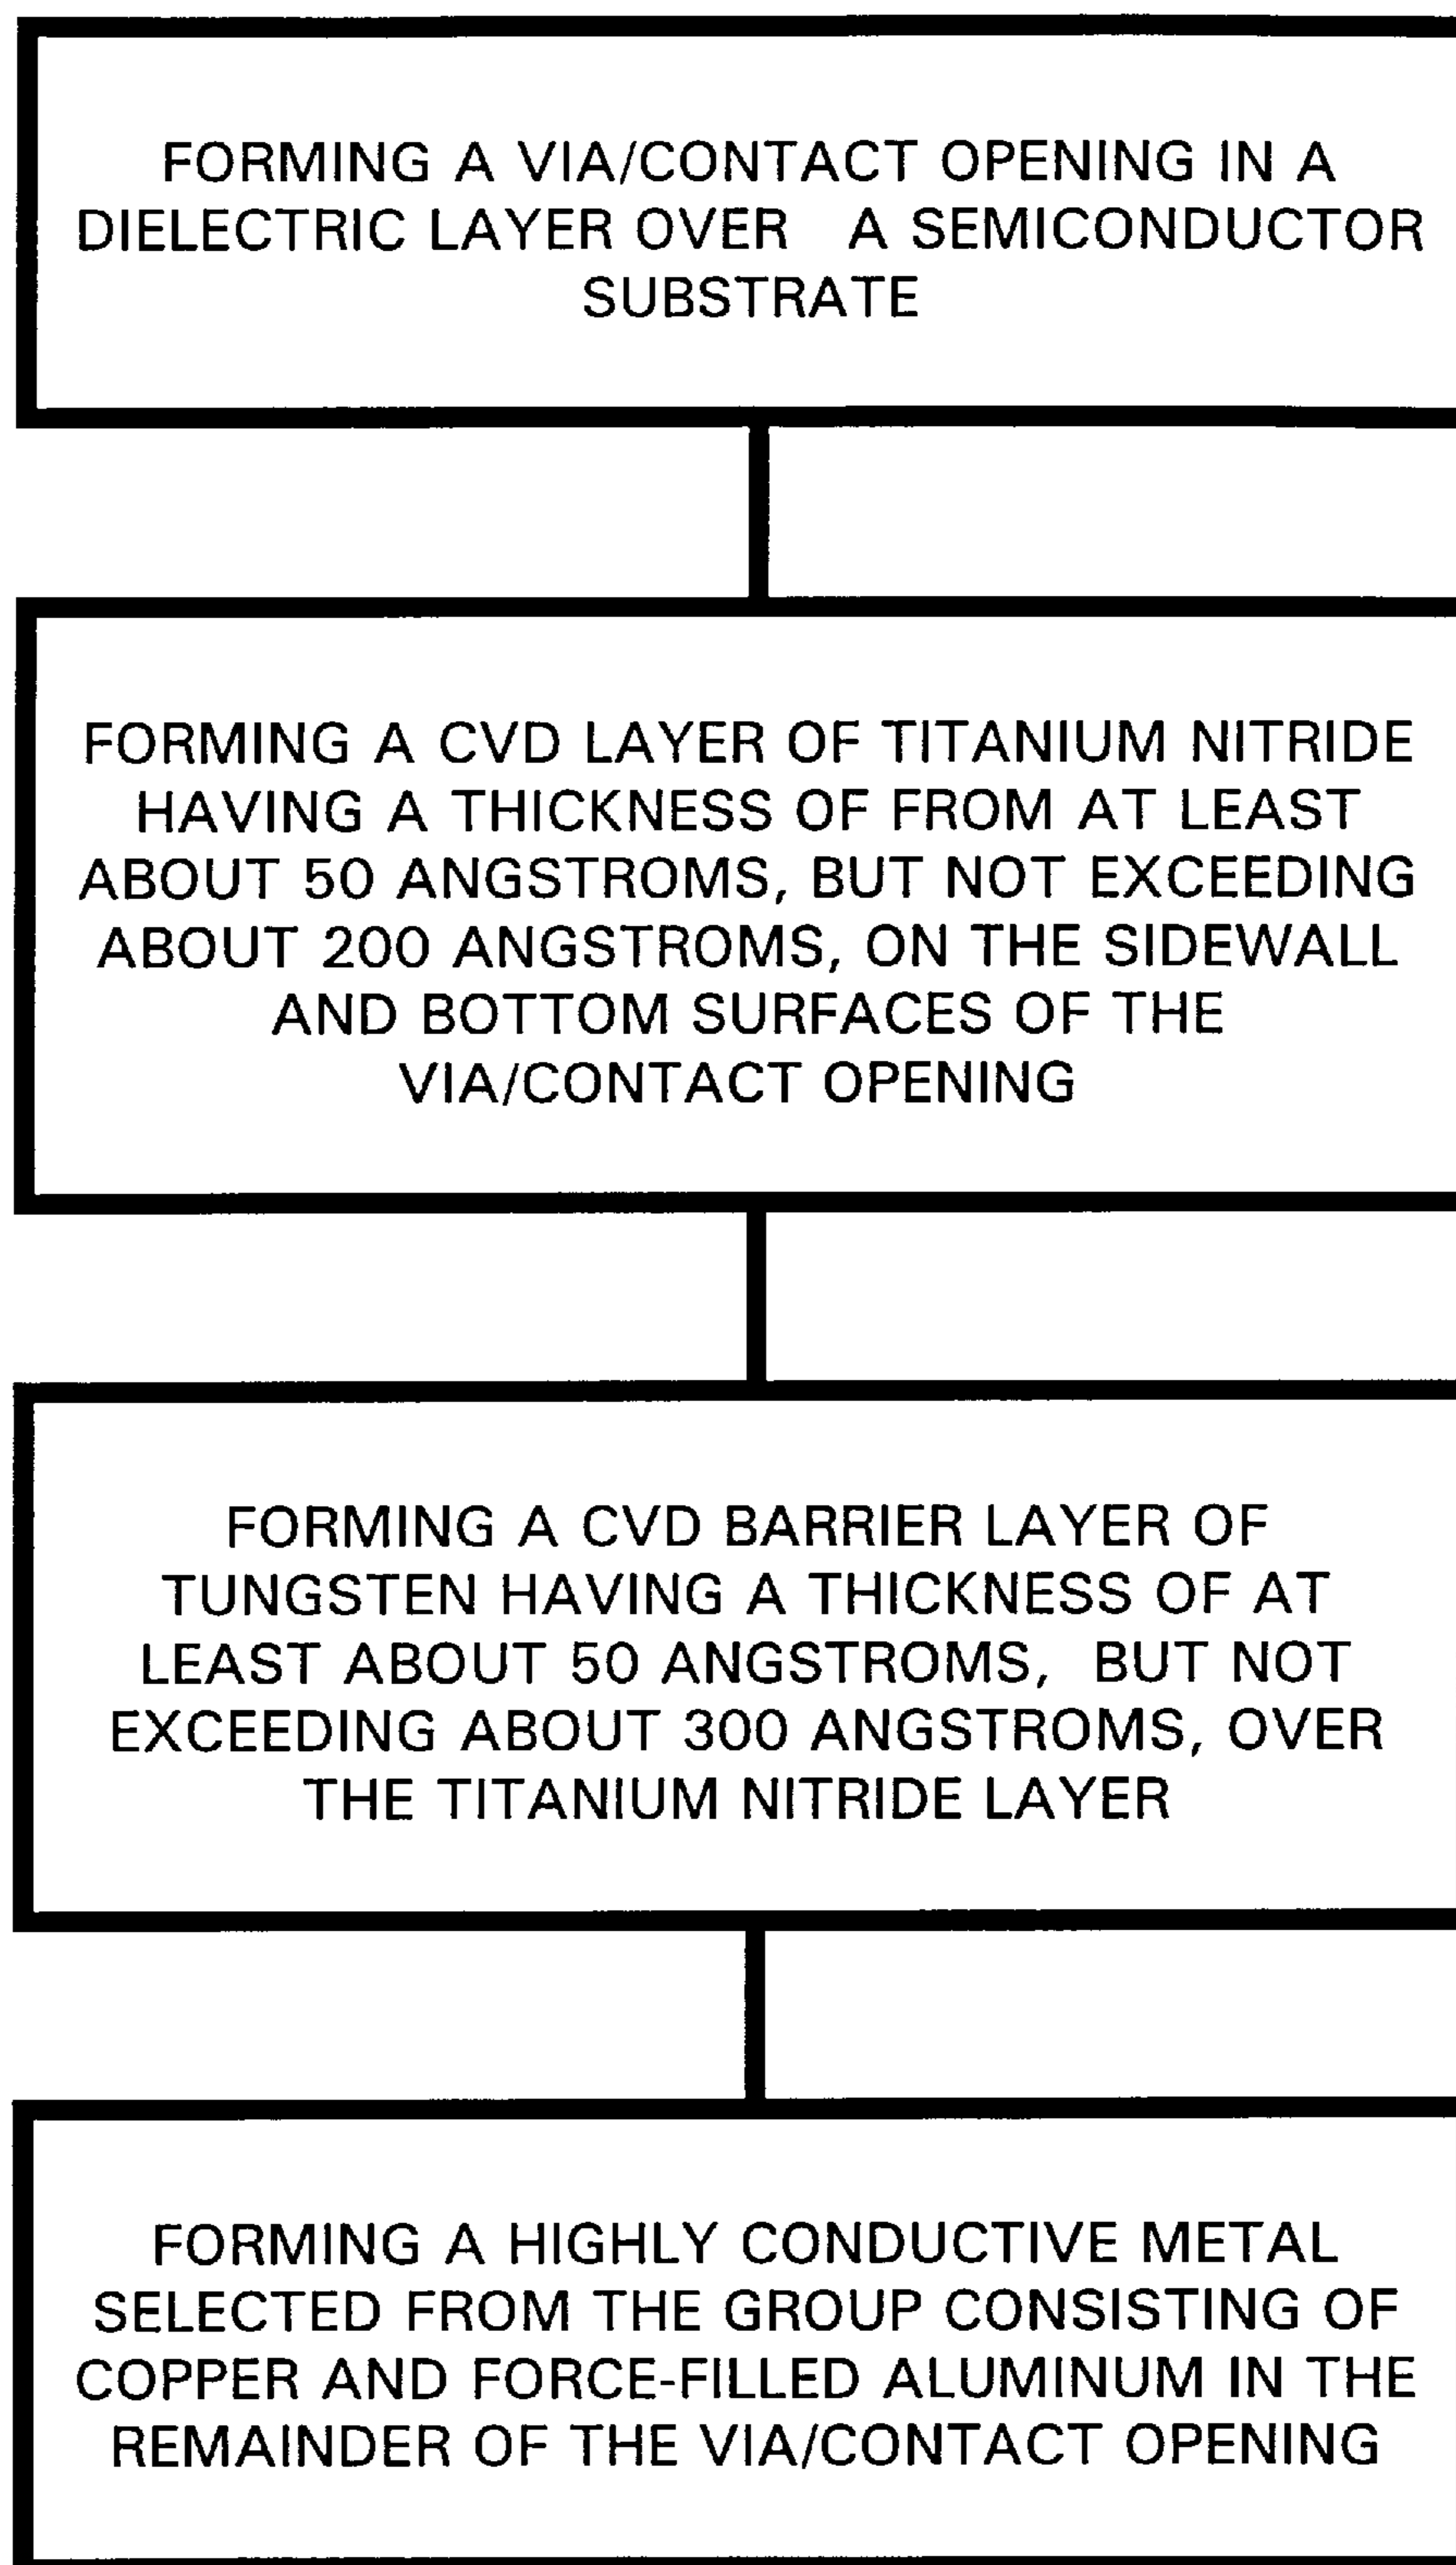 FORMING A VIA/CONTACT OPENING IN A
DIELECTRIC LAYER OVER A SEMICONDUCTOR
SUBSTRATE
FORMING A CVD LAYER OF TITANIUM NITRIDE
HAVING A THICKNESS OF FROM AT LEAST
ABOUT 50 ANGSTROMS, BUT NOT EXCEEDING
ABOUT 200 ANGSTROMS, ON THE SIDEWALL
AND BOTTOM SURFACES OF THE
VIA/CONTACT OPENING
FORMING A CVD BARRIER LAYER OF
TUNGSTEN HAVING A THICKNESS OF AT
LEAST ABOUT 50 ANGSTROMS, BUT NOT
EXCEEDING ABOUT 300 ANGSTROMS, OVER
THE TITANIUM NITRIDE LAYER
FORMING A HIGHLY CONDUCTIVE METAL
SELECTED FROM THE GROUP CONSISTING OF
COPPER AND FORCE-FILLED ALUMINUM IN THE
REMAINDER OF THE VIA/CONTACT OPENING